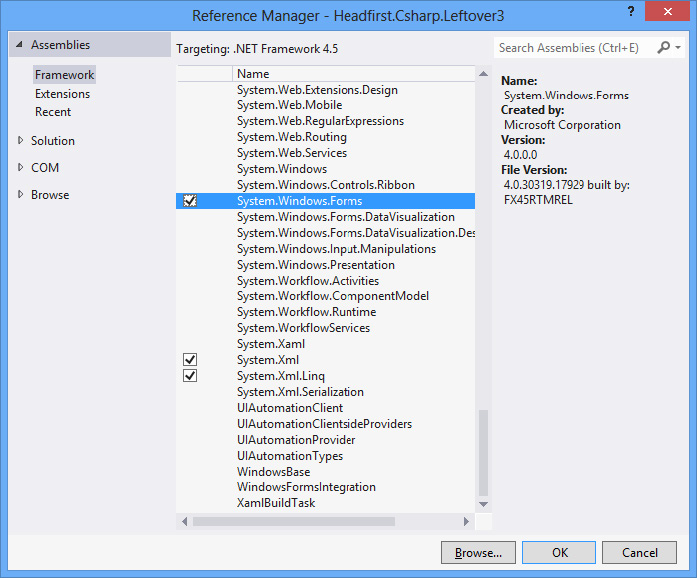 Reference Manager - Headfirst.Csharp.Leftover3
?
Assemblies
Framework
Extensions
Recent
Solution
COM
Browse
Targeting: .NET Framework 4.5
Search Assemblies (Ctrl+E)
Name
System.Web.Extensions.Design
System.Web.Mobile
System.Web.RegularExpressions
System.Web.Routing
System.Web.Services
System.Windows
System.Windows.Controls.Ribbon
System.Windows.Forms
System.Windows.Forms.DataVisualization
System.Windows.Forms.DataVisualization.Des
System.Windows.Input.Manipulations
System.Windows.Presentation
System.Workflow.Activities
System.Workflow.ComponentModel
System.Workflow.Runtime
System.WorkflowServices
System.Xaml
System.Xml
System.Xml.Linq
System.Xml.Serialization
UIAutomationClient
UIAutomationClientsideProviders
UIAutomationProvider
UIAutomationTypes
WindowsBase
WindowsFormsIntegration
XamlBuildTask
Name:
System.Windows.Forms
Created by:
Microsoft Corporation
Version:
4.0.0.0
File Version:
4.0.30319.17929 built by:
FX45RTMREL
Browse...
OK
Cancel